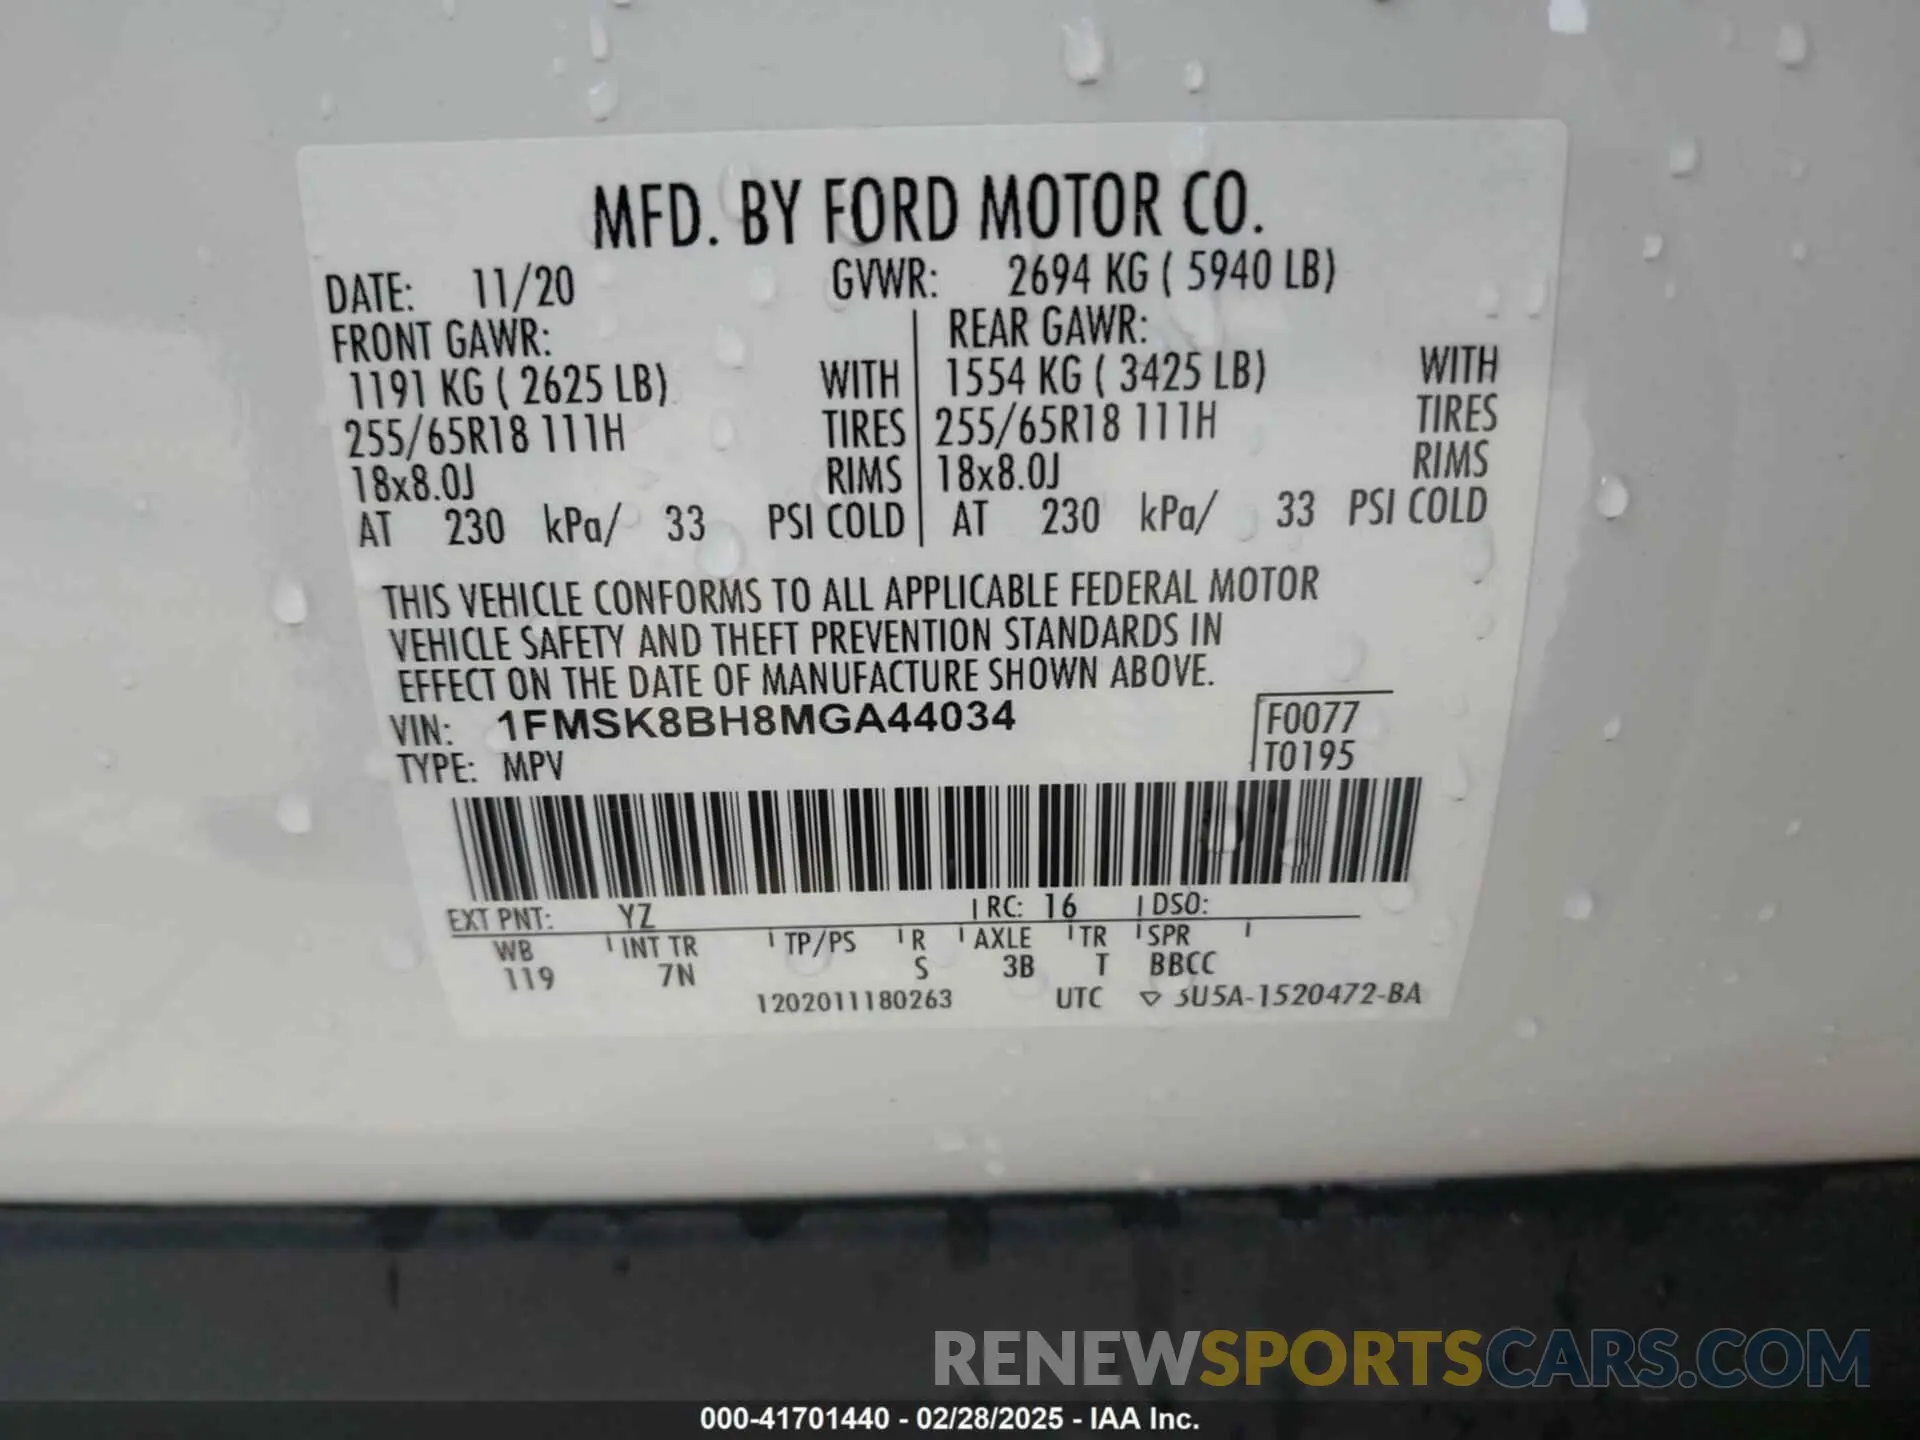 MFD. BY FORD MOTOR CO.
DATE: 11/20 GVWR: 2694 KG ( 5940 LB)
FRONT GAWR: REAR GAWR:
1191 KG ( 2625 LB) WITH 1554 KG ( 3425 LB) WITH
255/65R18 111H TIRES 255/65R18 111H TIRES
18x8.0J RIMS 18x8.0J RIMS
AT 230 kPa/ 33 PSI COLD AT 230 kPa/ 33 PSI COLD
THIS VEHICLE CONFORMS TO ALL APPLICABLE FEDERAL MOTOR
VEHICLE SAFETY AND THEFT PREVENTION STANDARDS IN
EFFECT ON THE DATE OF MANUFACTURE SHOWN ABOVE.
VIN: 1FMSK8BH8MGA44034 F0077
TYPE: MPV T0195
EXT PNT: YZ RC: 16 DSO:
WB INT TR TP/PS R AXLE TR SPR
119 7N S 3B T BBCC
1202011180263 UTC 3U5A-1520472-BA
RENEWSPORTSCARS.COM
000-41701440 - 02/28/2025 - IAA Inc.